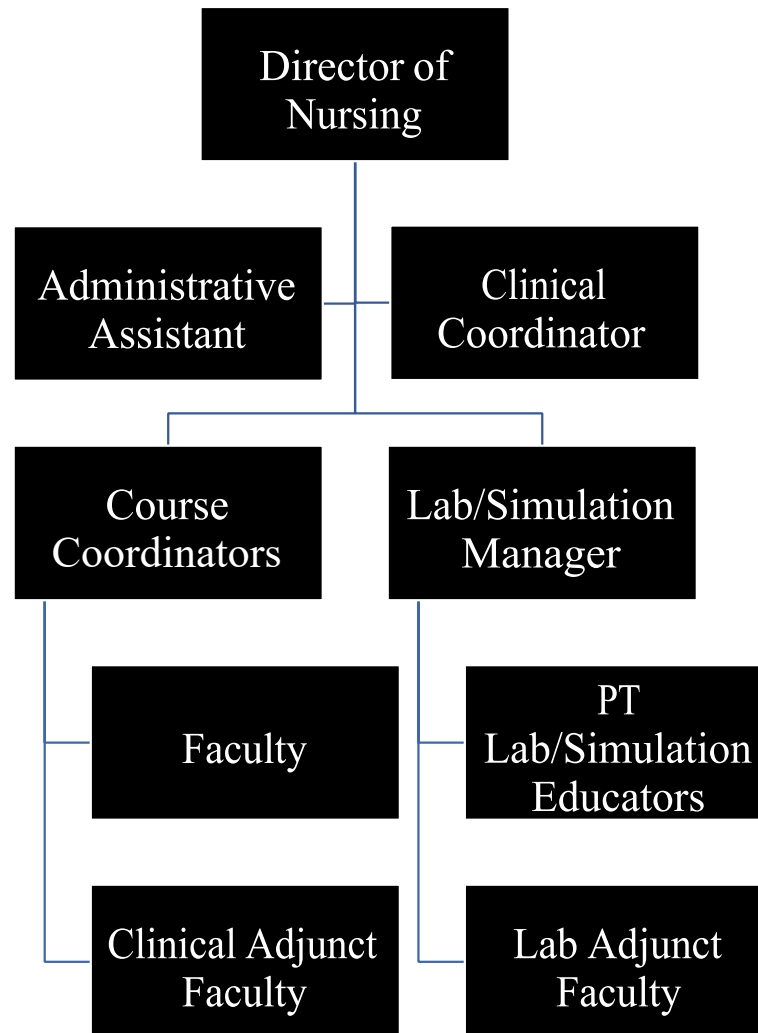 Director of
Nursing
Administrative
Assistant
Clinical
Coordinator
Course
Coordinators
Lab/Simulation
Manager
Faculty
PT
Lab/Simulation
Educators
Clinical Adjunct
Faculty
Lab Adjunct
Faculty